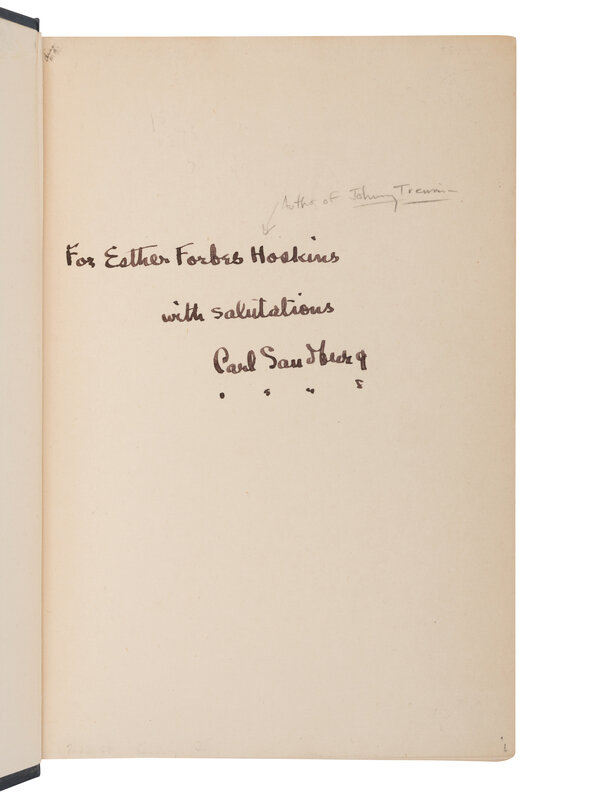 Author of Johnny Tremain
For Esther Forbes Hoskins
with salutations
Carl Sandburg